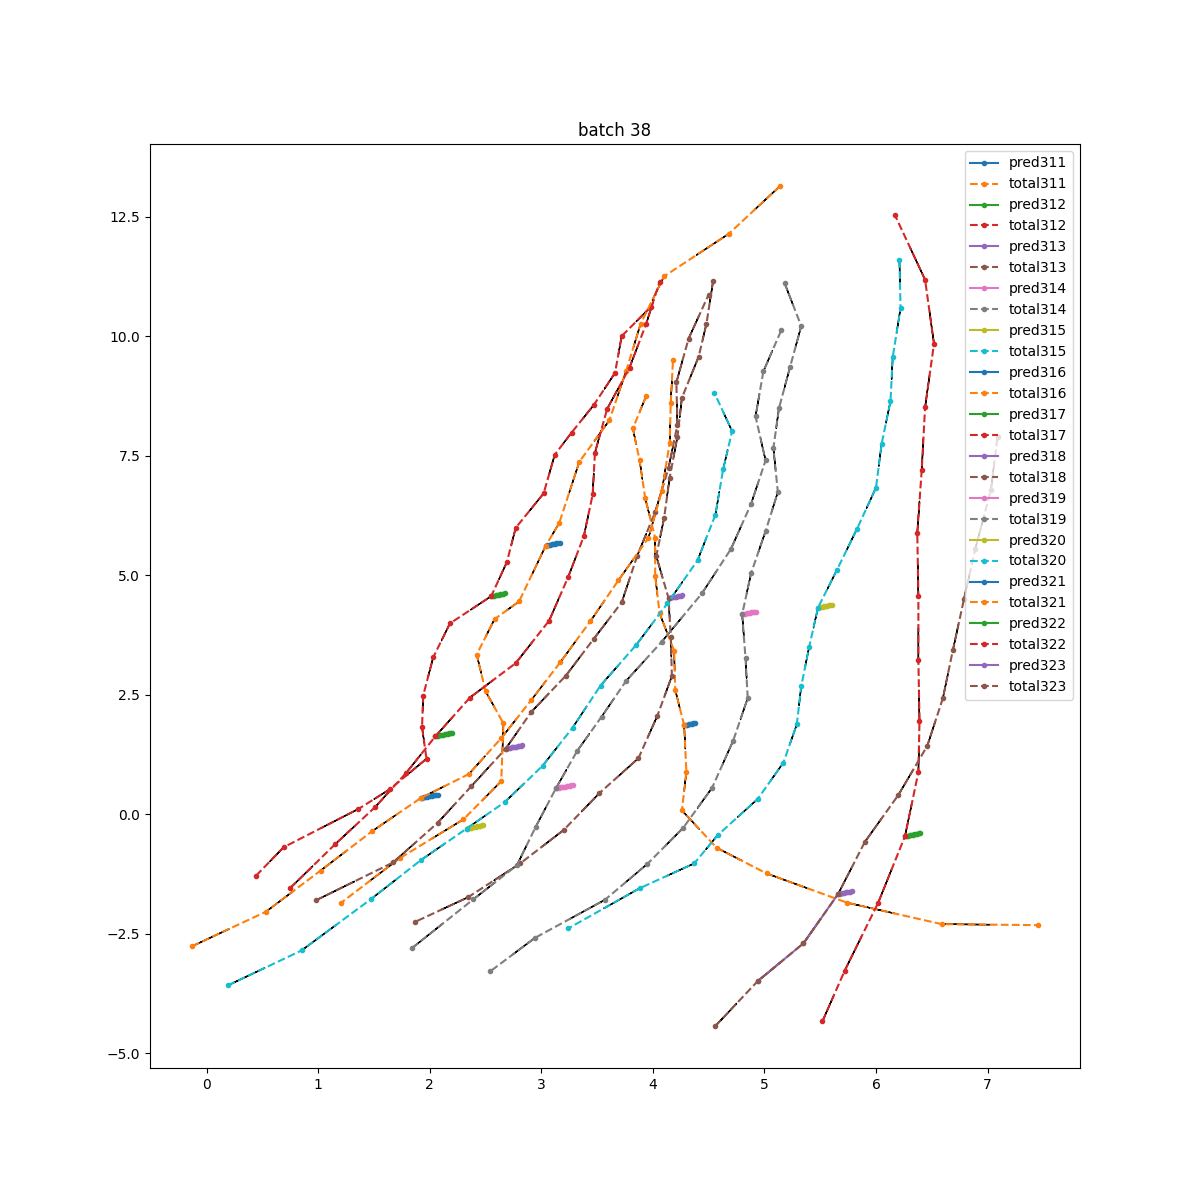 batch 38
12.5
10.0
7.5
5.0
2.5
0.0
−2.5
−5.0
0 1 2 3 4 5 6 7
pred311
total311
pred312
total312
pred313
total313
pred314
total314
pred315
total315
pred316
total316
pred317
total317
pred318
total318
pred319
total319
pred320
total320
pred321
total321
pred322
total322
pred323
total323